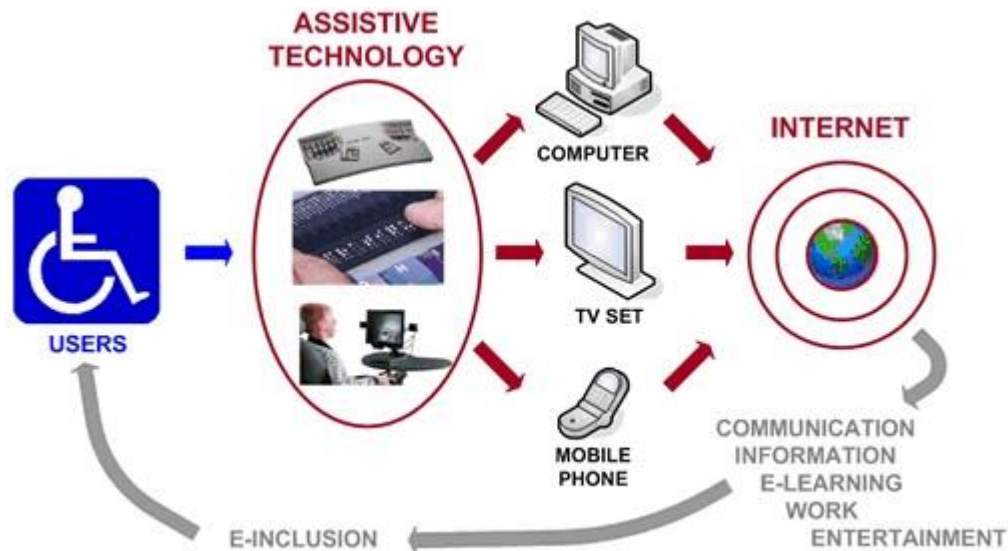 ASSISTIVE
TECHNOLOGY
COMPUTER
INTERNET
USERS
TV SET
MOBILE
PHONE
COMMUNICATION
INFORMATION
E-LEARNING
WORK
ENTERTAINMENT
E-INCLUSION